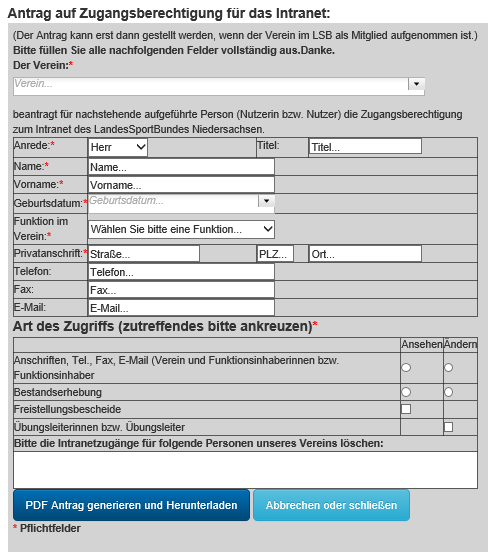 Antrag auf Zugangsberechtigung für das Intranet:
(Der Antrag kann erst dann gestellt werden, wenn der Verein im LSB als Mitglied aufgenommen ist.)
Bitte füllen Sie alle nachfolgenden Felder vollständig aus.Danke.
Der Verein:*
Verein...
beantragt für nachstehende aufgeführte Person (Nutzerin bzw. Nutzer) die Zugangsberechtigung
zum Intranet des LandesSportBundes Niedersachsen.
Anrede:* Herr Titel: Titel...
Name:* Name...
Vorname:* Vorname...
Geburtsdatum:* Geburtsdatum...
Funktion im
Verein:* Wählen Sie bitte eine Funktion...
Privatanschrift:* Straße... PLZ... Ort...
Telefon: Telefon...
Fax: Fax...
E-Mail: E-Mail...
Art des Zugriffs (zutreffendes bitte ankreuzen)*
Ansehen Ändern
Anschriften, Tel., Fax, E-Mail (Verein und Funktionsinhaberinnen bzw.
Funktionsinhaber
Bestandserhebung
Freistellungsbescheide
Übungsleiterinnen bzw. Übungsleiter
Bitte die Intranetzugänge für folgende Personen unseres Vereins löschen:
PDF Antrag generieren und Herunterladen Abbrechen oder schließen
* Pflichtfelder